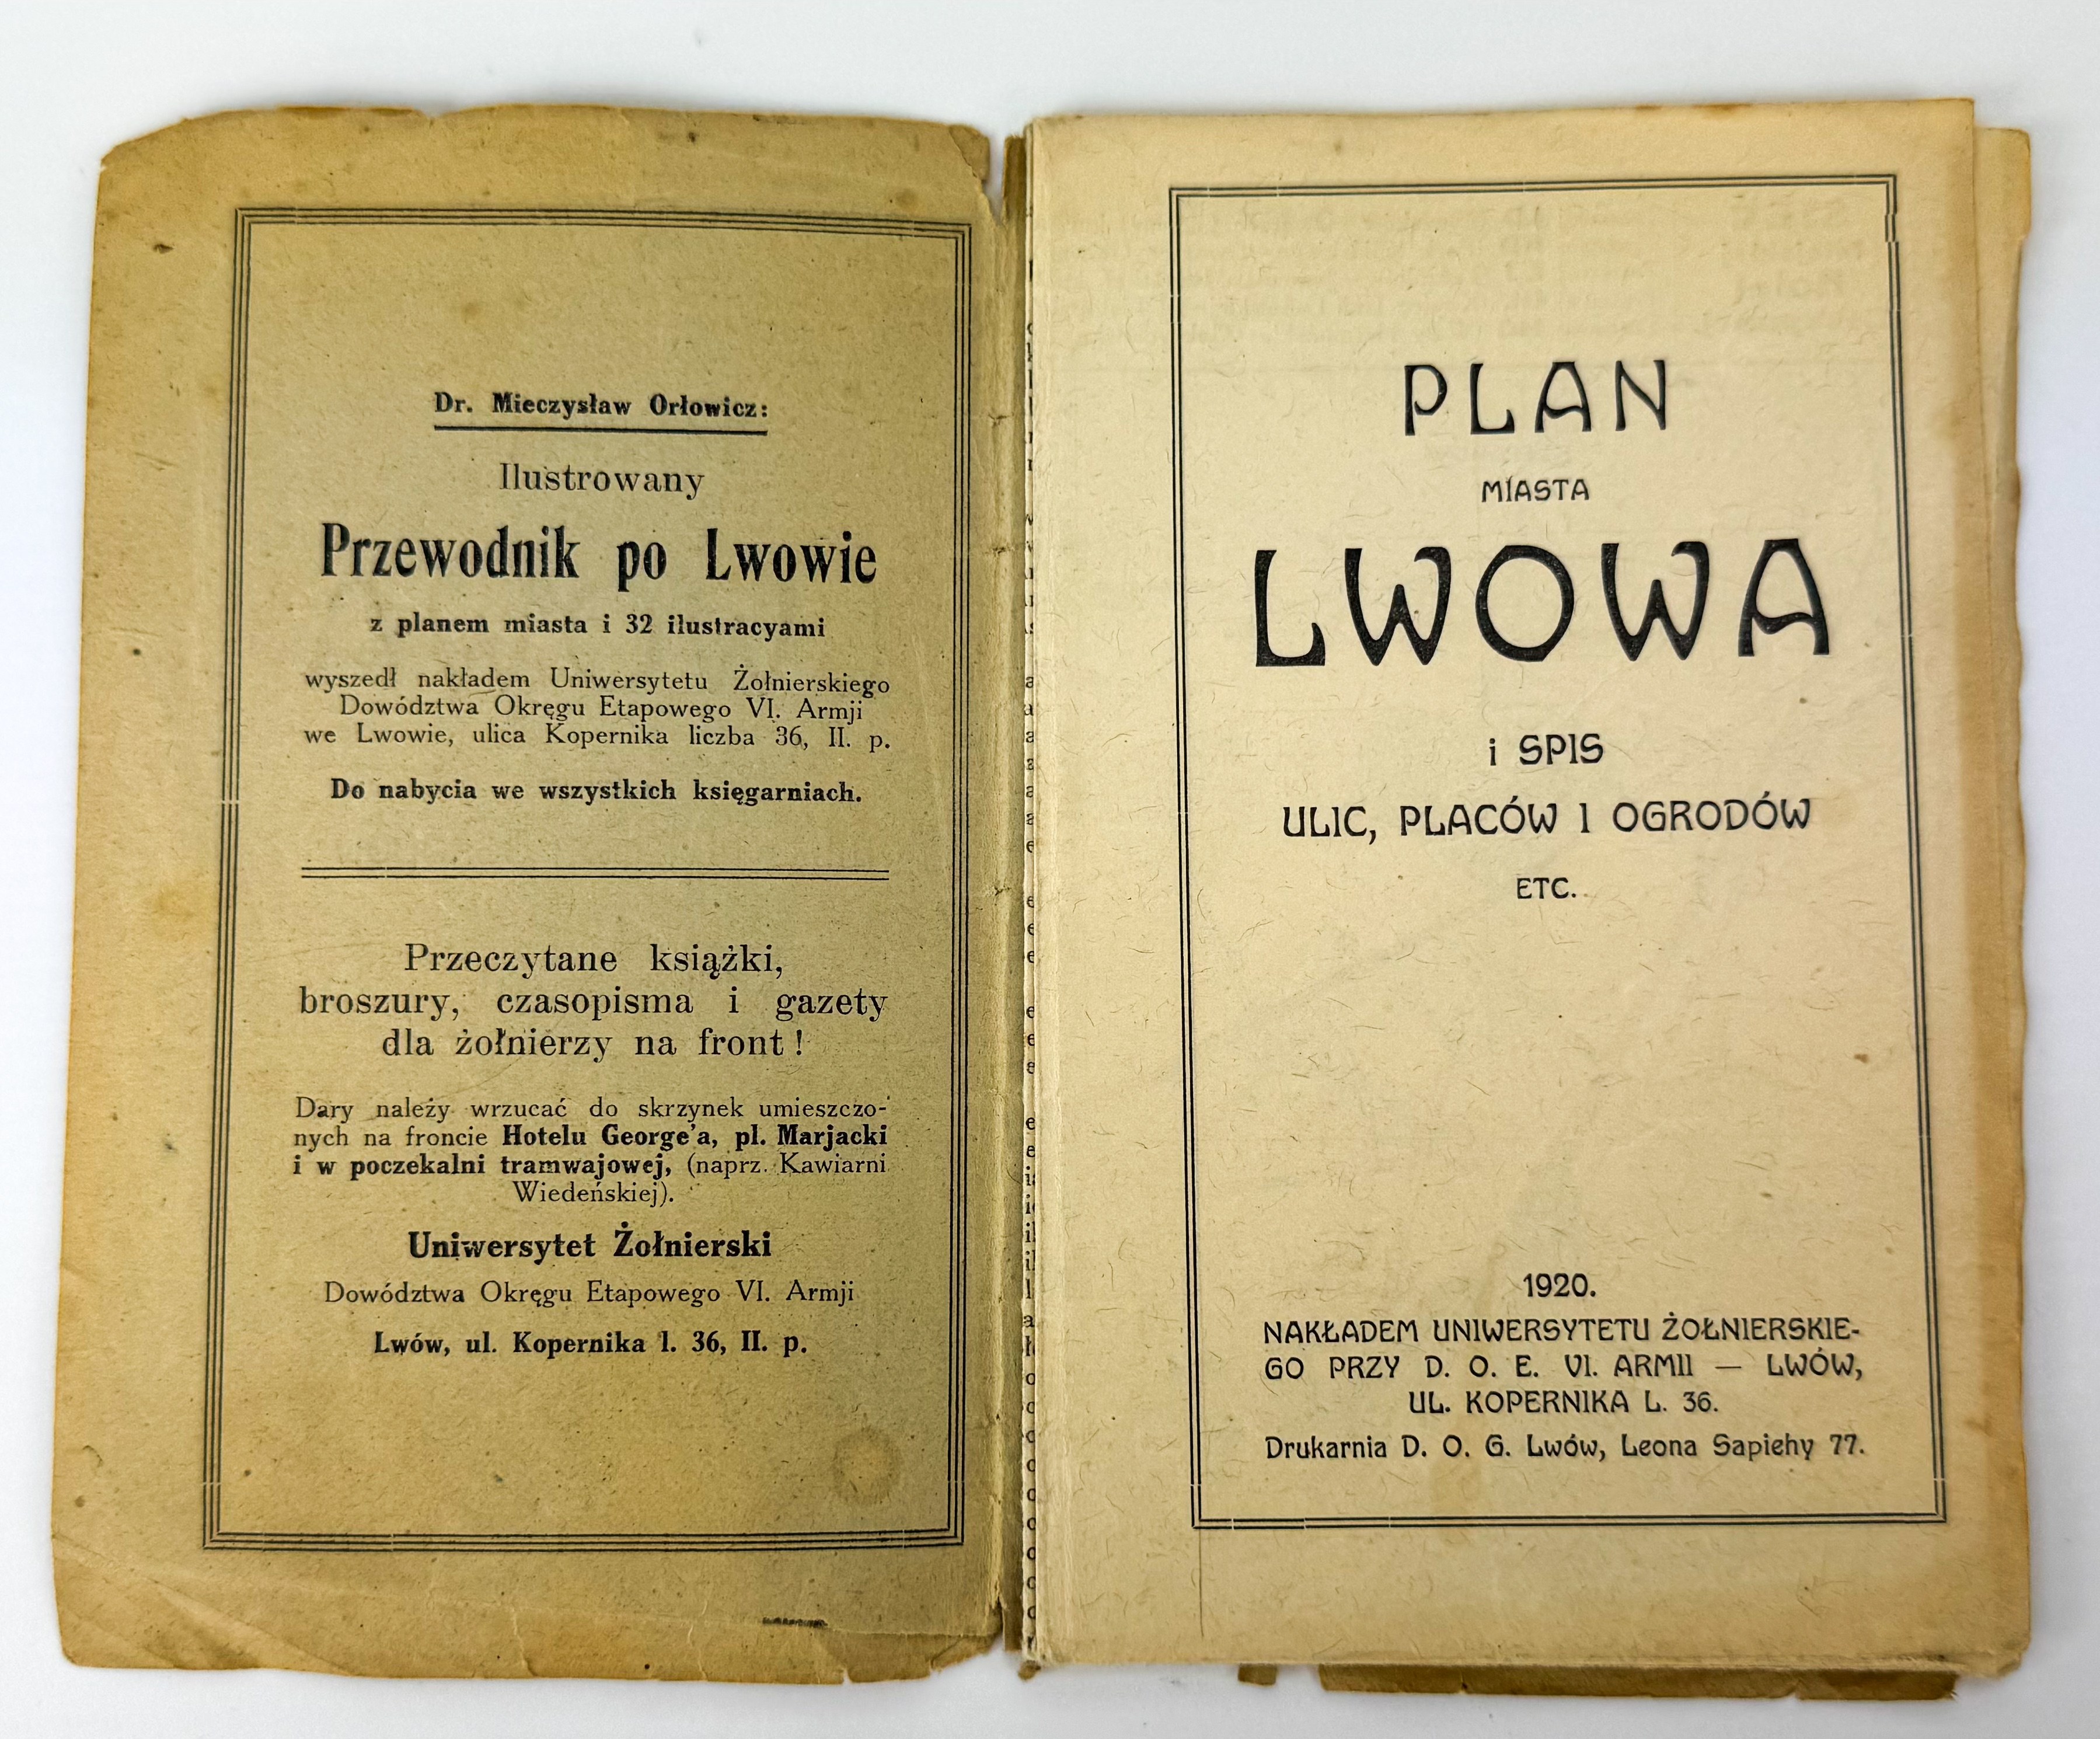 Dr. Mieczysław Orłowicz:
Ilustrowany
Przewodnik po Lwowie
z planem miasta i 32 ilustracyami
wyszedł nakładem Uniwersytetu Żołnierskiego
Dowództwa Okręgu Etapowego VI. Armji
we Lwowie, ulica Kopernika liczba 36, II. p.
Do nabycia we wszystkich księgarniach.
Przeczytane książki,
broszury, czasopisma i gazety
dla żołnierzy na front!
Dary należy wrzucać do skrzynek umieszczo-
nych na froncie Hotelu George'a, pl. Marjacki
i w poczekalni tramwajowej, (naprz. Kawiarni
Wiedeńskiej).
Uniwersytet Żołnierski
Dowództwa Okręgu Etapowego VI. Armji
Lwów, ul. Kopernika l. 36, II. p.
PLAN
MIASTA
LWOWA
i SPIS
ULIC, PLACÓW I OGRODÓW
ETC.
1920.
NAKŁADEM UNIWERSYTETU ŻOŁNIERSKIE-
GO PRZY D. O. E. VI. ARMII — LWÓW,
UL. KOPERNIKA L. 36.
Drukarnia D. O. G. Lwów, Leona Sapiehy 77.